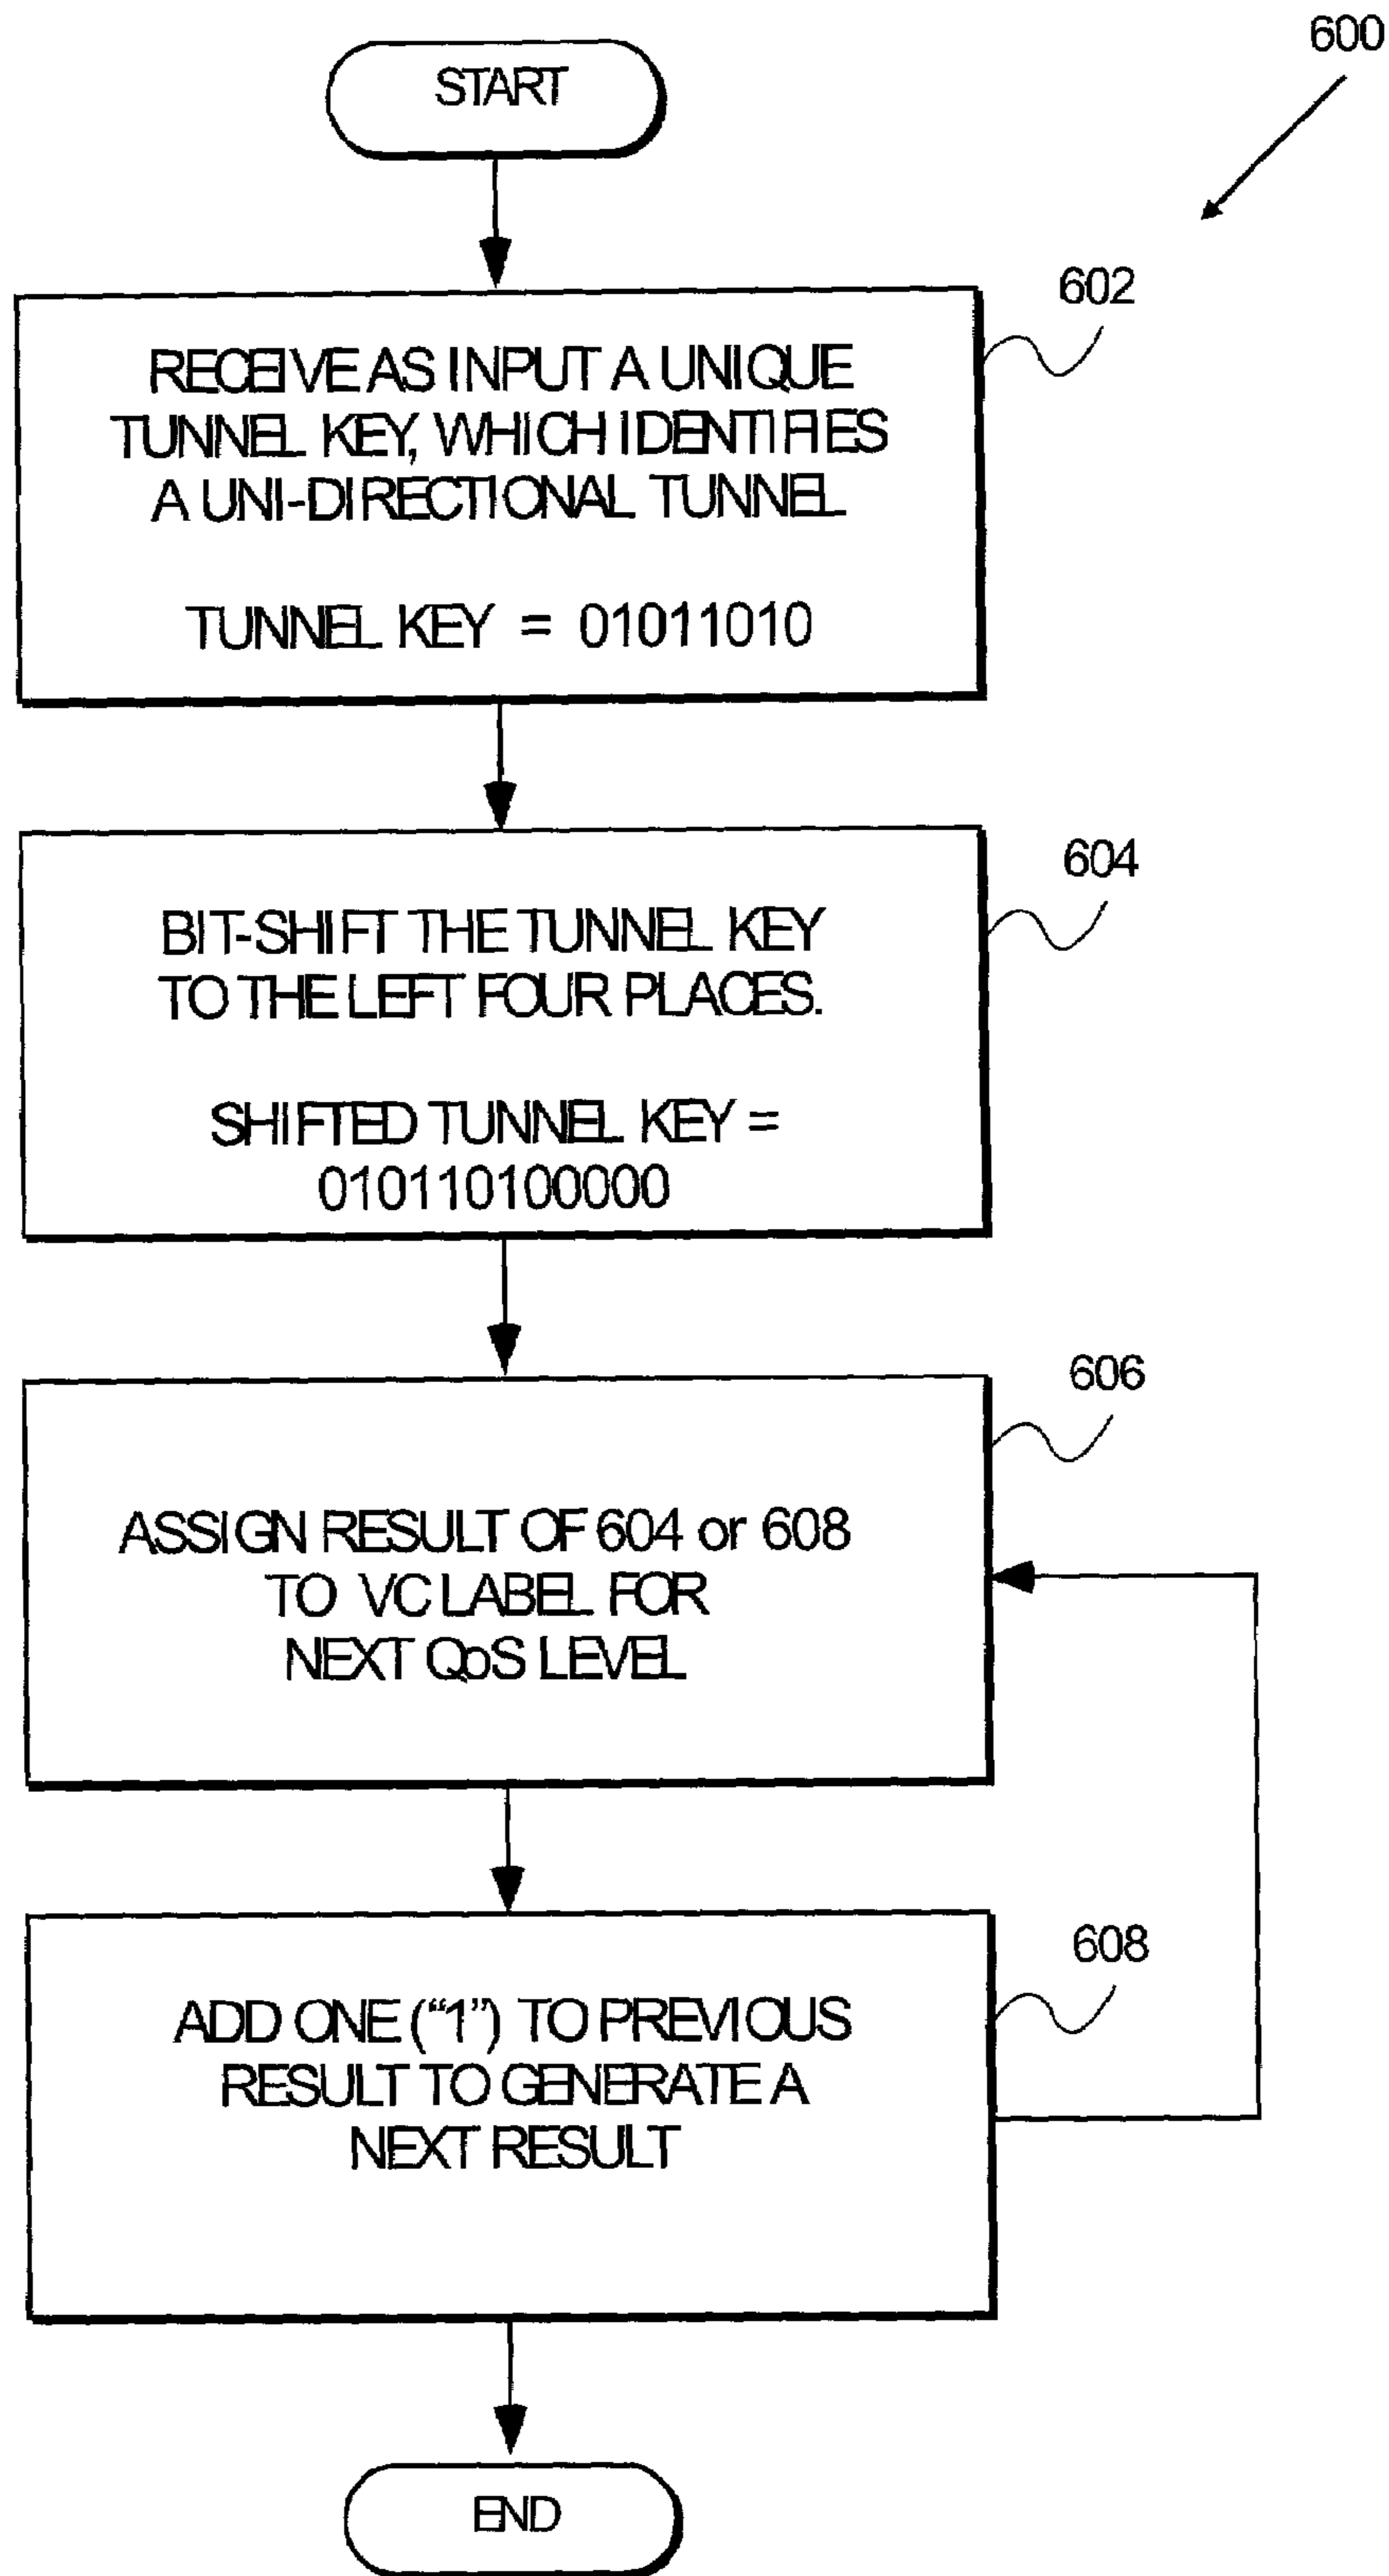 600
START
602
RECEIVE AS INPUT A UNIQUE
TUNNEL KEY, WHICH IDENTIFIES
A UNI-DIRECTIONAL TUNNEL
TUNNEL KEY = 01011010
604
BIT-SHIFT THE TUNNEL KEY
TO THE LEFT FOUR PLACES.
SHIFTED TUNNEL KEY =
010110100000
606
ASSIGN RESULT OF 604 or 608
TO VC LABEL FOR
NEXT QoS LEVEL
608
ADD ONE (“1”) TO PREVIOUS
RESULT TO GENERATE A
NEXT RESULT
END